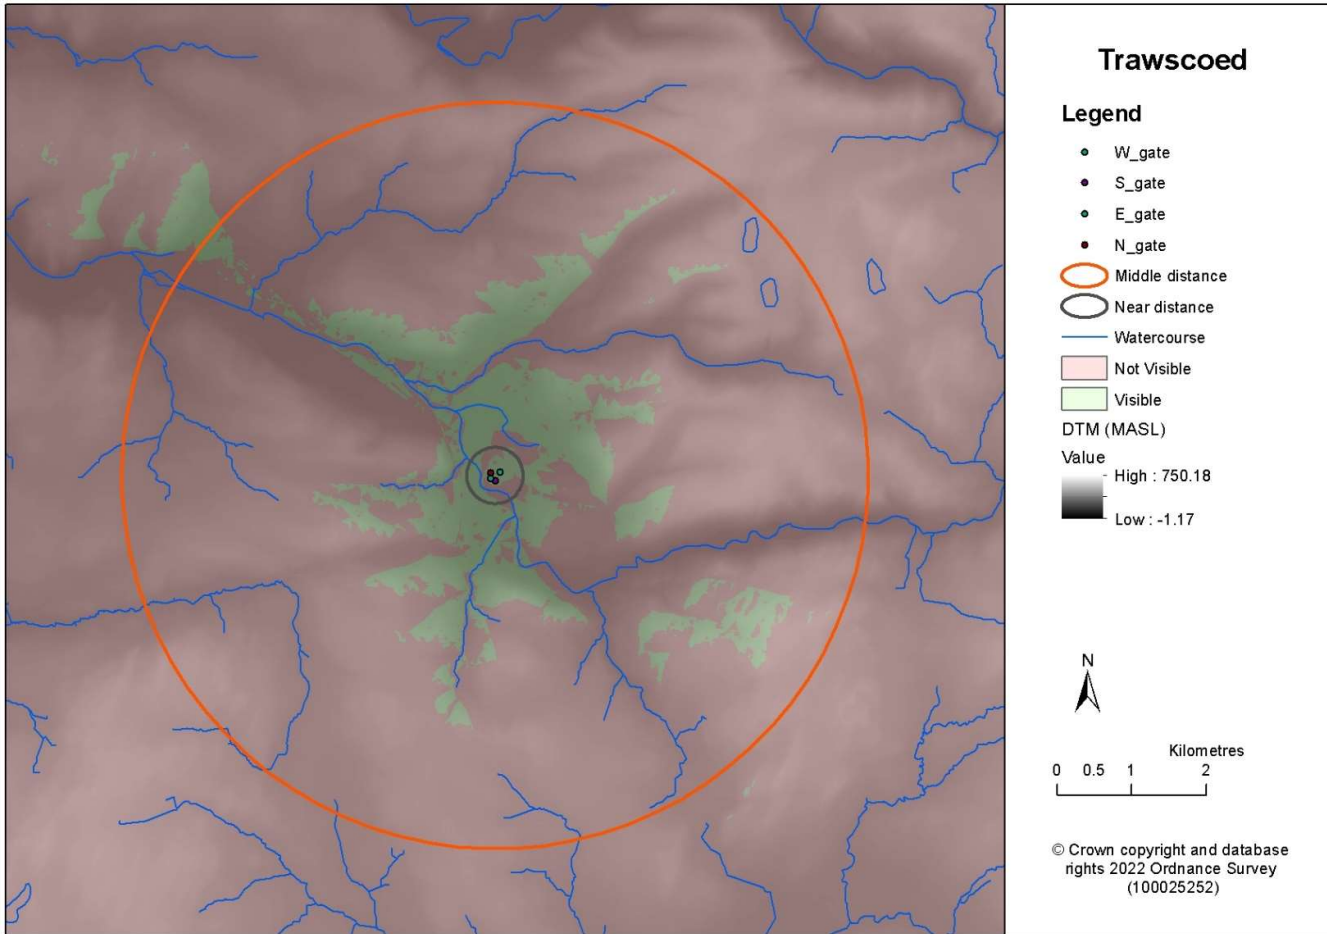 Trawscoed
Legend
W_gate
S_gate
E_gate
N_gate
Middle distance
Near distance
Watercourse
Not Visible
Visible
DTM (MASL)
Value
High : 750.18
Low : -1.17
N
Kilometres
0 0.5 1 2
© Crown copyright and database
rights 2022 Ordnance Survey
(100025252)